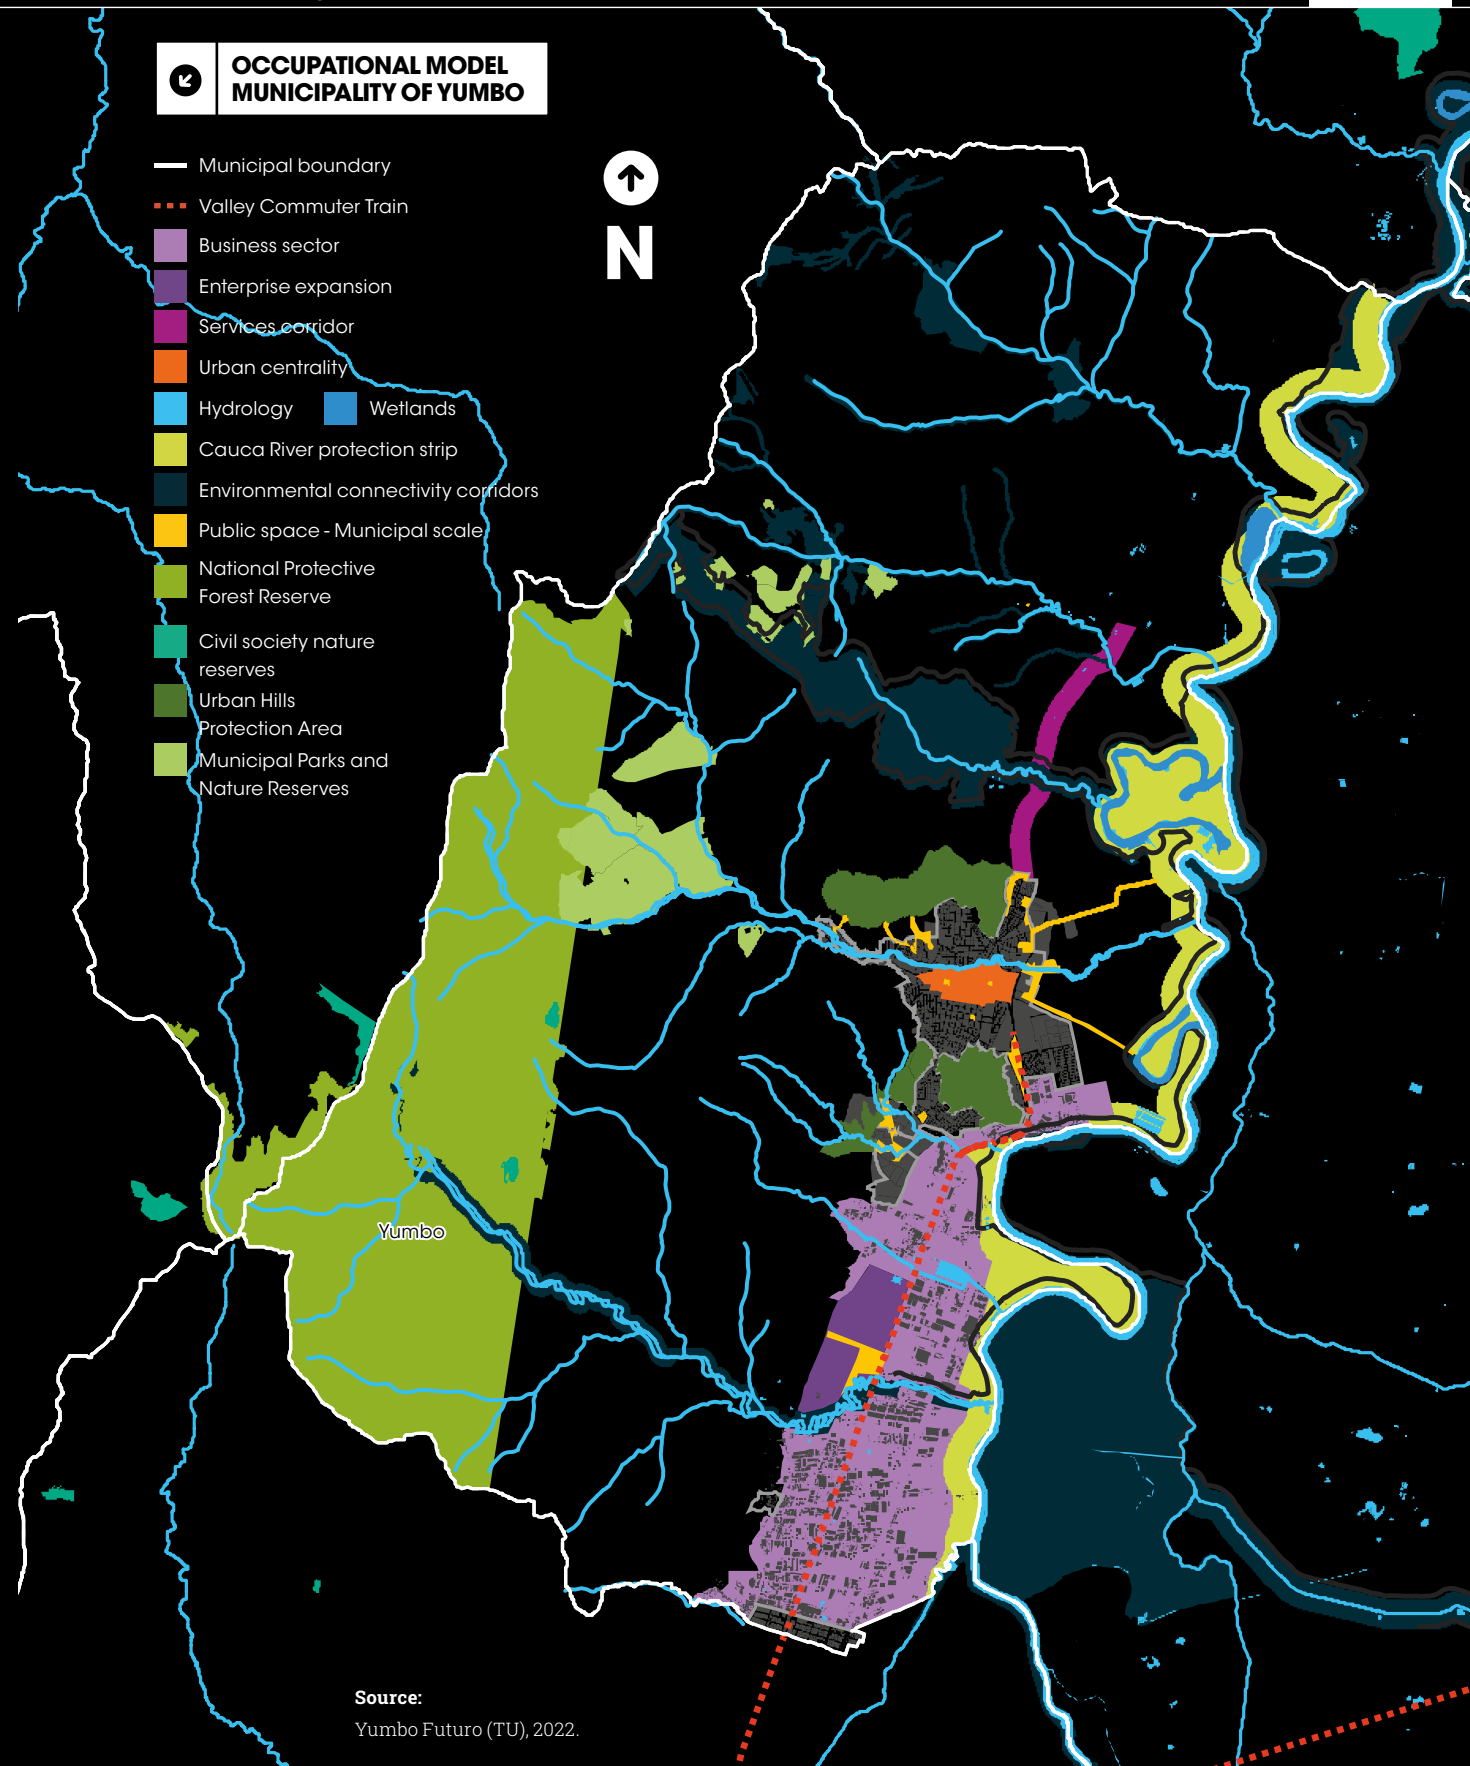 OCCUPATIONAL MODEL
MUNICIPALITY OF YUMBO
Municipal boundary
Valley Commuter Train
Business sector
Enterprise expansion
Services corridor
Urban centrality
Hydrology Wetlands
Cauca River protection strip
Environmental connectivity corridors
Public space - Municipal scale
National Protective
Forest Reserve
Civil society nature
reserves
Urban Hills
Protection Area
Municipal Parks and
Nature Reserves
N
Yumbo
Source:
Yumbo Futuro (TU), 2022.